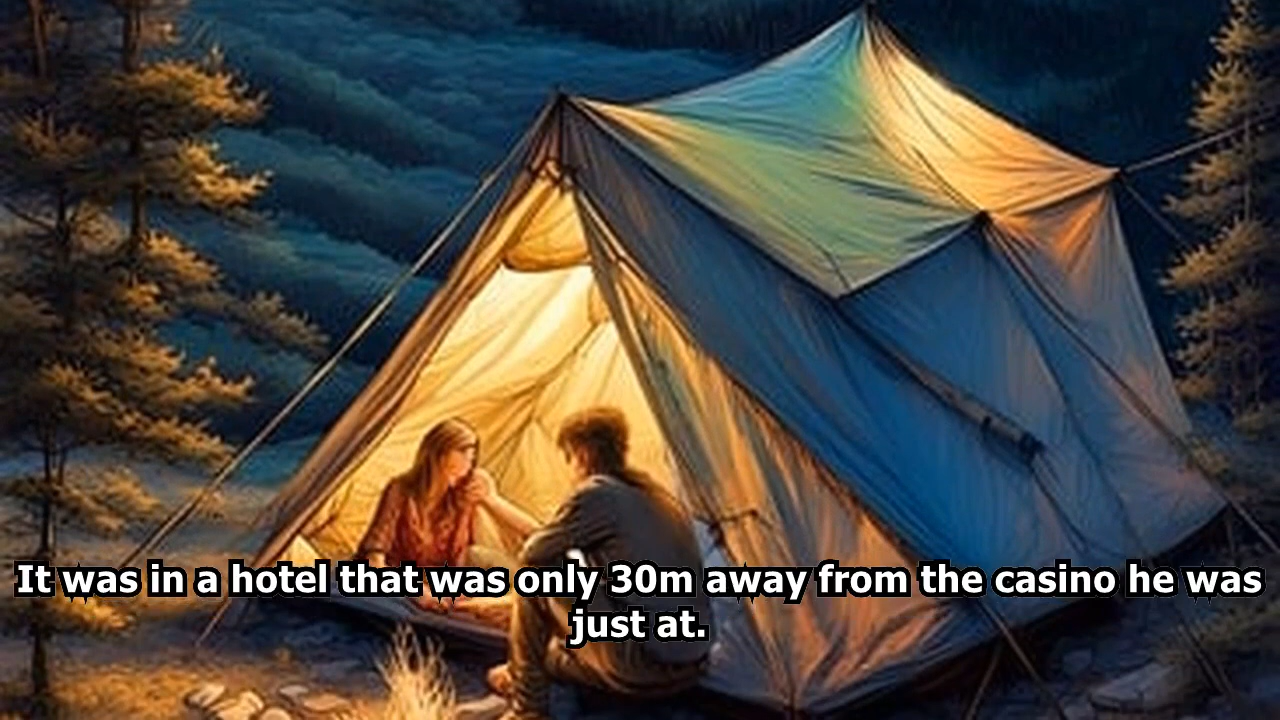 It was in a hotel that was only 30m away from the casino he was
just at.